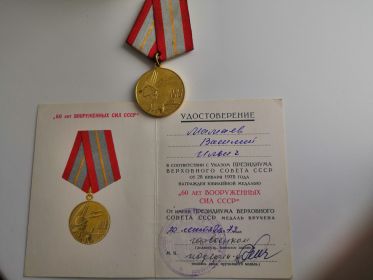 "60 лет ВООРУЖЕННЫХ СИЛ СССР"
УДОСТОВЕРЕНИЕ
Мамаев
Василий
Ильич
В СООТВЕТСТВИИ С УКАЗОМ ПРЕЗИДИУМА
ВЕРХОВНОГО СОВЕТА СССР
ОТ 28 ЯНВАРЯ 1978 ГОДА
НАГРАЖДЕН ЮБИЛЕЙНОЙ МЕДАЛЬЮ
"60 ЛЕТ ВООРУЖЕННЫХ
СИЛ СССР"
ОТ ИМЕНИ ПРЕЗИДИУМА ВЕРХОВНОГО
СОВЕТА СССР МЕДАЛЬ ВРУЧЕНА
горвоенком
М. П.